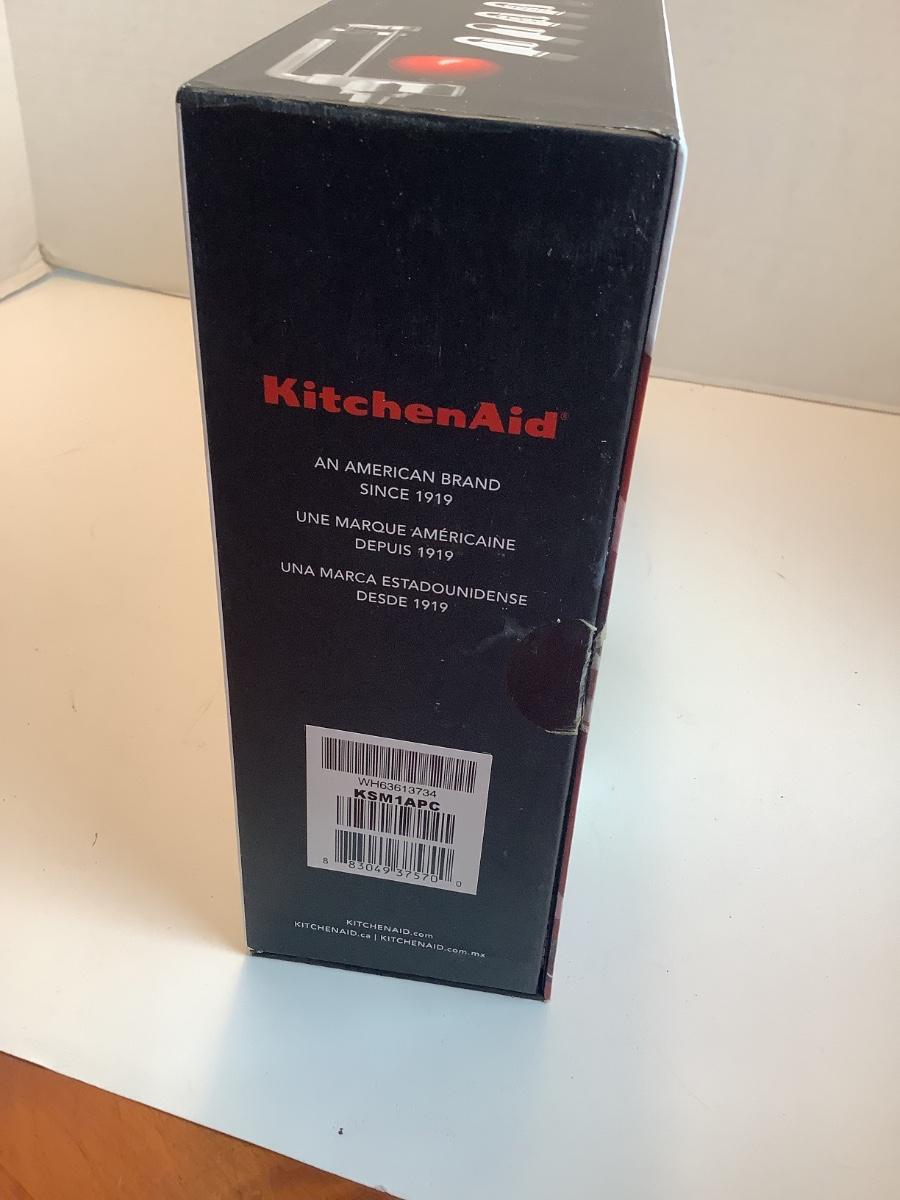 KitchenAid®
AN AMERICAN BRAND
SINCE 1919
UNE MARQUE AMÉRICAINE
DEPUIS 1919
UNA MARCA ESTADOUNIDENSE
DESDE 1919
WH63613734
KSM1APC
8 83049 37570 0
KITCHENAID.com
KITCHENAID.ca | KITCHENAID.com.mx